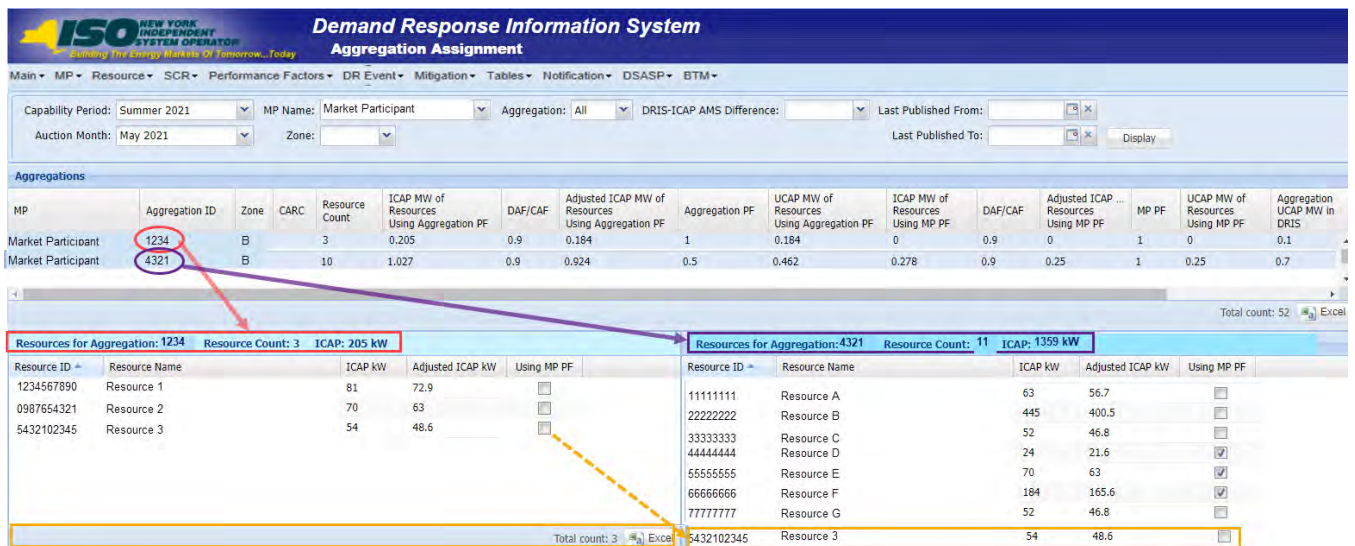 NEW YORK
INDEPENDENT
SYSTEM OPERATOR
ISO
Building The Energy Markets Of Tomorrow...Today
Demand Response Information System
Aggregation Assignment
Main MP Resource SCR Performance Factors DR Event Mitigation Tables Notification DSASP BTM
Capability Period: Summer 2021 MP Name: Market Participant Aggregation: All DRIS-ICAP AMS Difference: Last Published From:
Auction Month: May 2021 Zone: Last Published To: Display
Aggregations
MP Aggregation ID Zone CARC Resource Count ICAP MW of Resources Using Aggregation PF DAF/CAF Adjusted ICAP MW of Resources Using Aggregation PF Aggregation PF UCAP MW of Resources Using Aggregation PF ICAP MW of Resources Using MP PF DAF/CAF Adjusted ICAP ... Resources Using MP PF MP PF UCAP MW of Resources Using MP PF Aggregation UCAP MW in DRIS
Market Participant 1234 B 3 0.205 0.9 0.184 1 0.184 0 0.9 0 1 0 0.1
Market Participant 4321 B 10 1.027 0.9 0.924 0.5 0.462 0.278 0.9 0.25 1 0.25 0.7
Total count: 52 Excel
Resources for Aggregation: 1234 Resource Count: 3 ICAP: 205 kW
Resource ID Resource Name ICAP kW Adjusted ICAP kW Using MP PF
1234567890 Resource 1 81 72.9
0987654321 Resource 2 70 63
5432102345 Resource 3 54 48.6
Total count: 3 Excel
Resources for Aggregation: 4321 Resource Count: 11 ICAP: 1359 kW
Resource ID Resource Name ICAP kW Adjusted ICAP kW Using MP PF
11111111 Resource A 63 56.7
22222222 Resource B 445 400.5
33333333 Resource C 52 46.8
44444444 Resource D 24 21.6
55555555 Resource E 70 63
66666666 Resource F 184 165.6
77777777 Resource G 52 46.8
5432102345 Resource 3 54 48.6